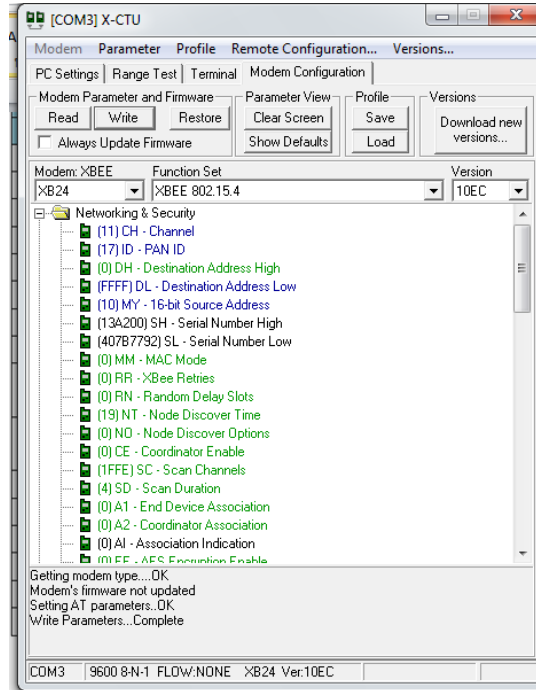 [COM3] X-CTU
Modem Parameter Profile Remote Configuration... Versions...
PC Settings Range Test Terminal Modem Configuration
Modem Parameter and Firmware Parameter View Profile Versions
Read Write Restore Clear Screen Save Download new versions...
Always Update Firmware Show Defaults Load
Modem: XBEE Function Set Version
XB24 XBEE 802.15.4 10EC
Networking & Security
(11) CH - Channel
(17) ID - PAN ID
(0) DH - Destination Address High
(FFFF) DL - Destination Address Low
(10) MY - 16-bit Source Address
(13A200) SH - Serial Number High
(407B7792) SL - Serial Number Low
(0) MM - MAC Mode
(0) RR - XBee Retries
(0) RN - Random Delay Slots
(19) NT - Node Discover Time
(0) NO - Node Discover Options
(0) CE - Coordinator Enable
(1FFE) SC - Scan Channels
(4) SD - Scan Duration
(0) A1 - End Device Association
(0) A2 - Coordinator Association
(0) AI - Association Indication
(0) EE - AES Encryption Enable
Getting modem type....OK
Modem's firmware not updated
Setting AT parameters..OK
Write Parameters...Complete
COM3 9600 8-N-1 FLOW:NONE XB24 Ver:10EC